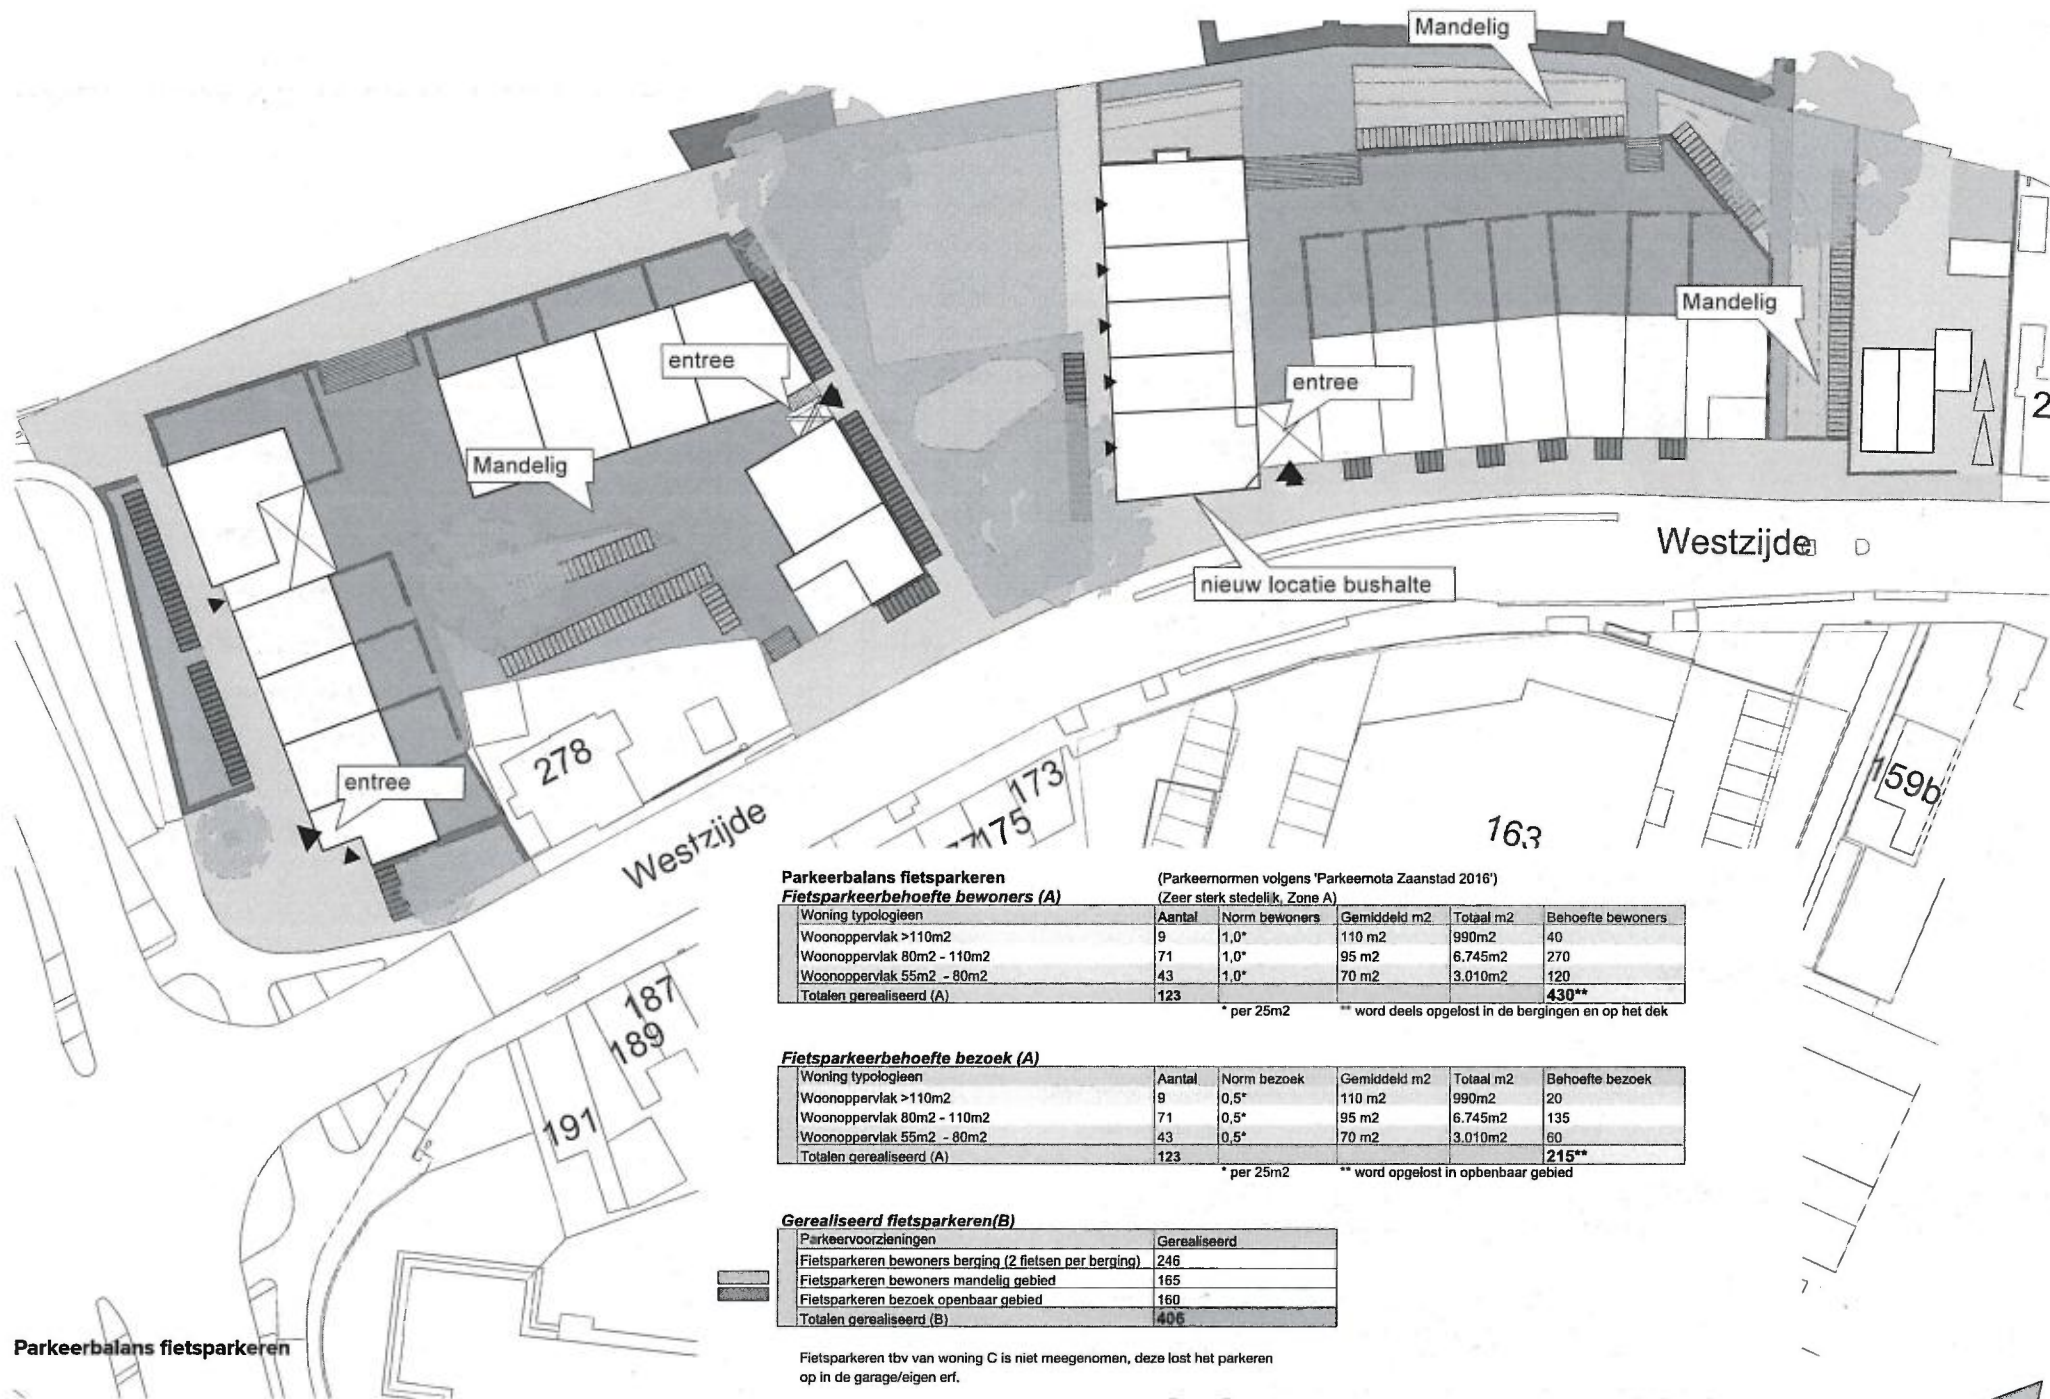 Mandelig
Mandelig
entree
entree
Mandelig
2
Westzijde
nieuw locatie bushalte
entree
278
173
175
163
159b
Westzijde
187
189
191
Parkeerbalans fietsparkeren (Parkeernormen volgens 'Parkeernota Zaanstad 2016')
Fietsparkeerbehoefte bewoners (A) (Zeer sterk stedelijk, Zone A)
Woning typologieen Aantal Norm bewoners Gemiddeld m2 Totaal m2 Behoefte bewoners
Woonoppervlak >110m2 9 1,0* 110 m2 990m2 40
Woonoppervlak 80m2 - 110m2 71 1,0* 95 m2 6.745m2 270
Woonoppervlak 55m2 - 80m2 43 1,0* 70 m2 3.010m2 120
Totalen gerealiseerd (A) 123 430**
* per 25m2 ** word deels opgelost in de bergingen en op het dek
Fietsparkeerbehoefte bezoek (A)
Woning typologieen Aantal Norm bezoek Gemiddeld m2 Totaal m2 Behoefte bezoek
Woonoppervlak >110m2 9 0,5* 110 m2 990m2 20
Woonoppervlak 80m2 - 110m2 71 0,5* 95 m2 6.745m2 135
Woonoppervlak 55m2 - 80m2 43 0,5* 70 m2 3.010m2 60
Totalen gerealiseerd (A) 123 215**
* per 25m2 ** word opgelost in opbenbaar gebied
Gerealiseerd fietsparkeren(B)
Parkeervoorzieningen Gerealiseerd
Fietsparkeren bewoners berging (2 fietsen per berging) 246
Fietsparkeren bewoners mandelig gebied 165
Fietsparkeren bezoek openbaar gebied 160
Totalen gerealiseerd (B) 406
Parkeerbalans fietsparkeren
Fietsparkeren tbv van woning C is niet meegenomen, deze lost het parkeren
op in de garage/eigen erf.